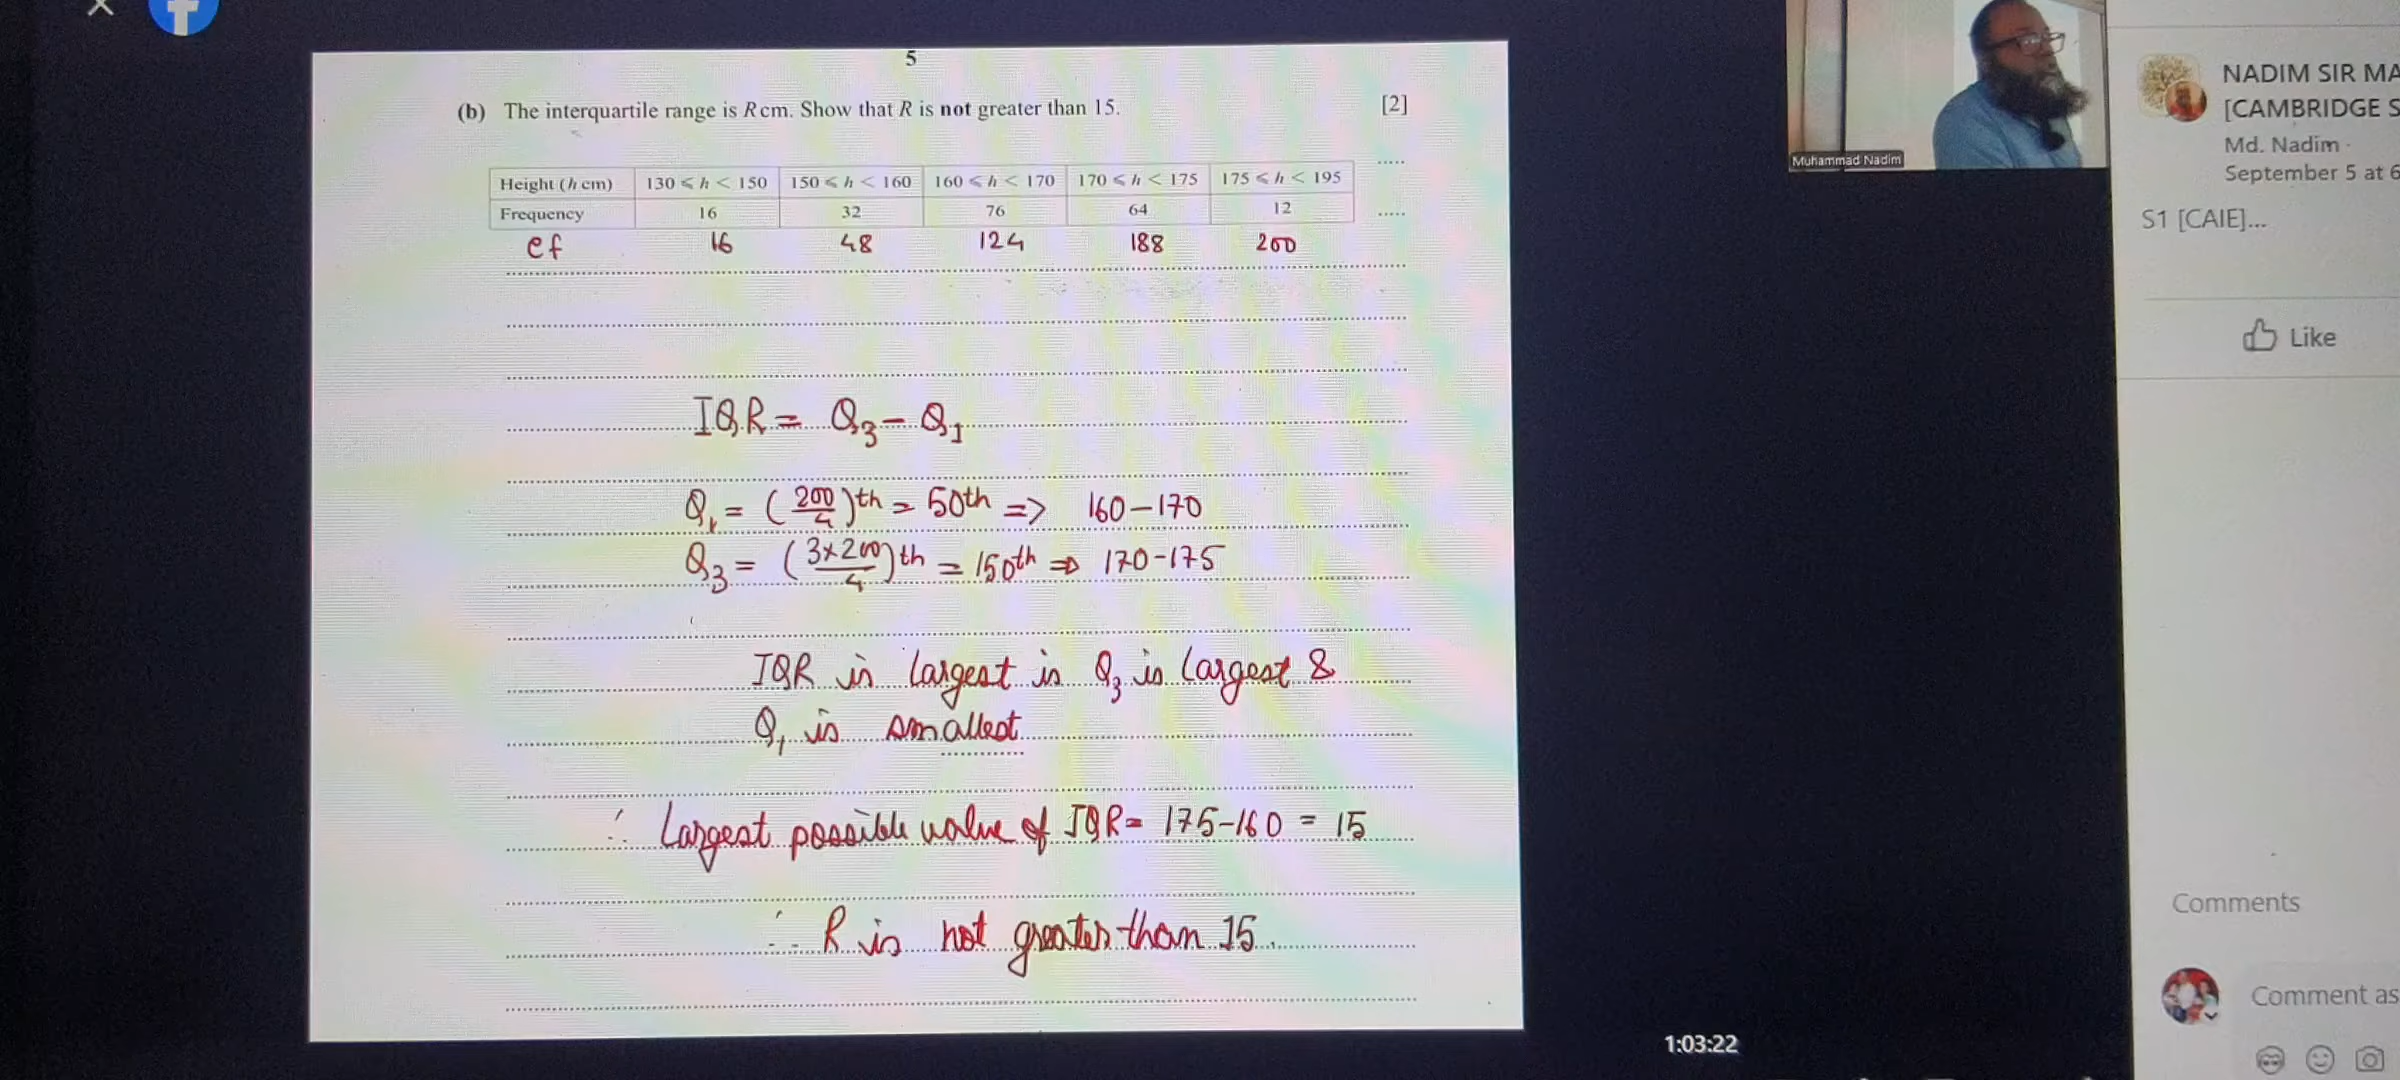 5
(b) The interquartile range is R cm. Show that R is not greater than 15. [2]
Height (h cm) 130 ⩽ h < 150 150 ⩽ h < 160 160 ⩽ h < 170 170 ⩽ h < 175 175 ⩽ h < 195
Frequency 16 32 76 64 12
cf 16 48 124 188 200
IQR = Q3 − Q1
Q1 = (200/4)th = 50th => 160−170
Q3 = (3×200/4)th = 150th => 170−175
IQR is largest is Q3 is largest &
Q1 is smallest
∴ Largest possible value of IQR = 175−160 = 15
∴ R is not greater than 15.
Muhammad Nadim
1:03:22
NADIM SIR MA
[CAMBRIDGE S
Md. Nadim ·
September 5 at 6
S1 [CAIE]...
Like
Comments
Comment as